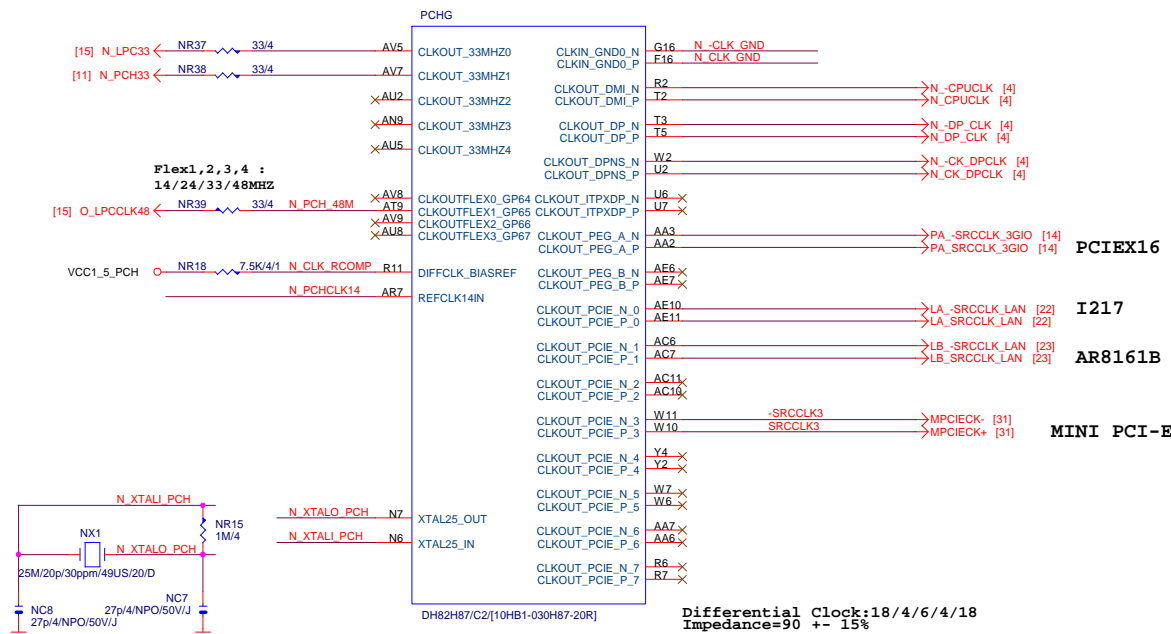 PCHG
[15] N_LPC33 NR37 33/4 AV5 CLKOUT_33MHZ0
[11] N_PCH33 NR38 33/4 AV7 CLKOUT_33MHZ1
AU2 CLKOUT_33MHZ2
AN9 CLKOUT_33MHZ3
AU5 CLKOUT_33MHZ4
Flex1,2,3,4 :
14/24/33/48MHZ
AV8 CLKOUTFLEX0_GP64
[15] O_LPCCLK48 NR39 33/4 N_PCH_48M AT9 CLKOUTFLEX1_GP65
AV9 CLKOUTFLEX2_GP66
AU8 CLKOUTFLEX3_GP67
VCC1_5_PCH NR18 7.5K/4/1 N_CLK_RCOMP R11 DIFFCLK_BIASREF
N_PCHCLK14 AR7 REFCLK14IN
N_XTALO_PCH N7 XTAL25_OUT
N_XTALI_PCH N6 XTAL25_IN
CLKIN_GND0_N G16 N_-CLK_GND
CLKIN_GND0_P F16 N_CLK_GND
CLKOUT_DMI_N R2 N_-CPUCLK [4]
CLKOUT_DMI_P T2 N_CPUCLK [4]
CLKOUT_DP_N T3 N_-DP_CLK [4]
CLKOUT_DP_P T5 N_DP_CLK [4]
CLKOUT_DPNS_N W2 N_-CK_DPCLK [4]
CLKOUT_DPNS_P U2 N_CK_DPCLK [4]
CLKOUT_ITPXDP_N U6
CLKOUT_ITPXDP_P U7
CLKOUT_PEG_A_N AA3 PA_-SRCCLK_3GIO [14]
CLKOUT_PEG_A_P AA2 PA_SRCCLK_3GIO [14]
PCIEX16
CLKOUT_PEG_B_N AE6
CLKOUT_PEG_B_P AE7
CLKOUT_PCIE_N_0 AE10 LA_-SRCCLK_LAN [22]
CLKOUT_PCIE_P_0 AE11 LA_SRCCLK_LAN [22]
I217
CLKOUT_PCIE_N_1 AC6 LB_-SRCCLK_LAN [23]
CLKOUT_PCIE_P_1 AC7 LB_SRCCLK_LAN [23]
AR8161B
CLKOUT_PCIE_N_2 AC11
CLKOUT_PCIE_P_2 AC10
CLKOUT_PCIE_N_3 W11 -SRCCLK3 MPCIECK- [31]
CLKOUT_PCIE_P_3 W10 SRCCLK3 MPCIECK+ [31]
MINI PCI-E
CLKOUT_PCIE_N_4 Y4
CLKOUT_PCIE_P_4 Y2
CLKOUT_PCIE_N_5 W7
CLKOUT_PCIE_P_5 W6
CLKOUT_PCIE_N_6 AA7
CLKOUT_PCIE_P_6 AA6
CLKOUT_PCIE_N_7 R6
CLKOUT_PCIE_P_7 R7
N_XTALI_PCH
NR15
1M/4
NX1 N_XTALO_PCH
25M/20p/30ppm/49US/20/D
NC8
27p/4/NPO/50V/J
NC7
27p/4/NPO/50V/J
DH82H87/C2/[10HB1-030H87-20R]
Differential Clock:18/4/6/4/18
Impedance=90 +- 15%